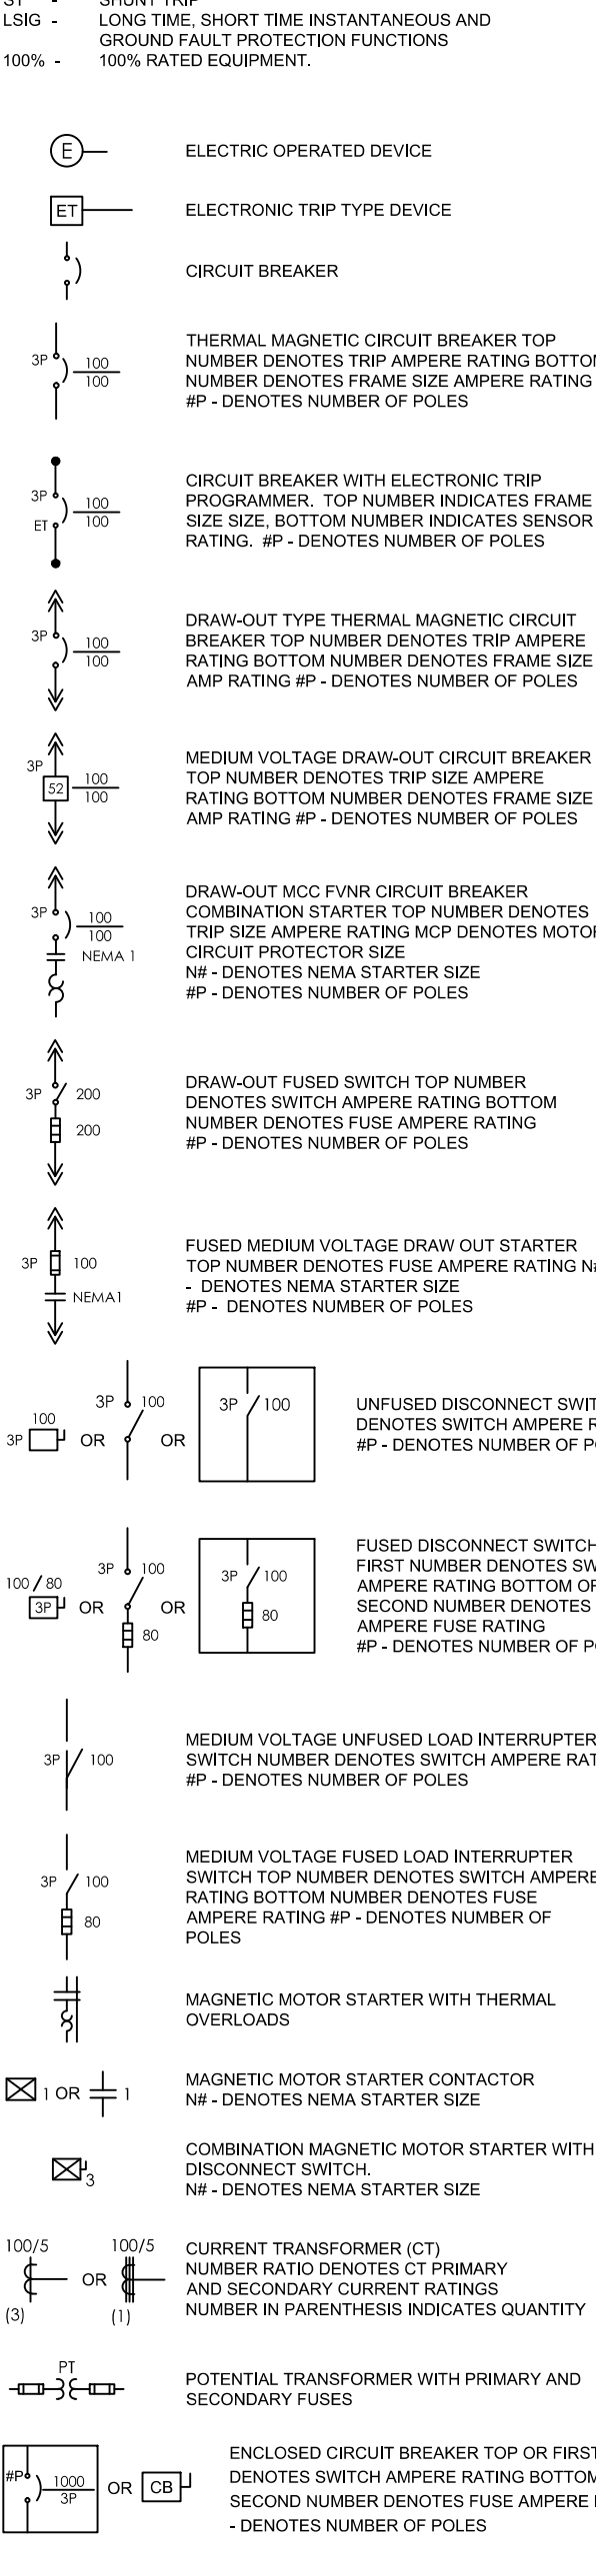 ST - SHUNT TRIP
LSIG - LONG TIME, SHORT TIME INSTANTANEOUS AND
GROUND FAULT PROTECTION FUNCTIONS
100% - 100% RATED EQUIPMENT.
E ELECTRIC OPERATED DEVICE
ET ELECTRONIC TRIP TYPE DEVICE
CIRCUIT BREAKER
3P 100
100
THERMAL MAGNETIC CIRCUIT BREAKER TOP
NUMBER DENOTES TRIP AMPERE RATING BOTTOM
NUMBER DENOTES FRAME SIZE AMPERE RATING
#P - DENOTES NUMBER OF POLES
3P 100
ET 100
CIRCUIT BREAKER WITH ELECTRONIC TRIP
PROGRAMMER. TOP NUMBER INDICATES FRAME
SIZE SIZE, BOTTOM NUMBER INDICATES SENSOR
RATING. #P - DENOTES NUMBER OF POLES
3P 100
100
DRAW-OUT TYPE THERMAL MAGNETIC CIRCUIT
BREAKER TOP NUMBER DENOTES TRIP AMPERE
RATING BOTTOM NUMBER DENOTES FRAME SIZE
AMP RATING #P - DENOTES NUMBER OF POLES
3P
52 100
100
MEDIUM VOLTAGE DRAW-OUT CIRCUIT BREAKER
TOP NUMBER DENOTES TRIP SIZE AMPERE
RATING BOTTOM NUMBER DENOTES FRAME SIZE
AMP RATING #P - DENOTES NUMBER OF POLES
3P 100
100
NEMA 1
DRAW-OUT MCC FVNR CIRCUIT BREAKER
COMBINATION STARTER TOP NUMBER DENOTES
TRIP SIZE AMPERE RATING MCP DENOTES MOTOR
CIRCUIT PROTECTOR SIZE
N# - DENOTES NEMA STARTER SIZE
#P - DENOTES NUMBER OF POLES
3P 200
200
DRAW-OUT FUSED SWITCH TOP NUMBER
DENOTES SWITCH AMPERE RATING BOTTOM
NUMBER DENOTES FUSE AMPERE RATING
#P - DENOTES NUMBER OF POLES
3P 100
NEMA1
FUSED MEDIUM VOLTAGE DRAW OUT STARTER
TOP NUMBER DENOTES FUSE AMPERE RATING N#
- DENOTES NEMA STARTER SIZE
#P - DENOTES NUMBER OF POLES
100
3P OR 3P 100 OR 3P 100
UNFUSED DISCONNECT
DENOTES SWITCH AMPERE
#P - DENOTES NUMBER OF
100 / 80
3P OR 3P 100 80 OR 3P 100 80
FUSED DISCONNECT SWITCH
FIRST NUMBER DENOTES
AMPERE RATING BOTTOM
SECOND NUMBER DENOTES
AMPERE FUSE RATING
#P - DENOTES NUMBER OF
3P 100
MEDIUM VOLTAGE UNFUSED LOAD INTERRUPTER
SWITCH NUMBER DENOTES SWITCH AMPERE
#P - DENOTES NUMBER OF POLES
3P 100
80
MEDIUM VOLTAGE FUSED LOAD INTERRUPTER
SWITCH TOP NUMBER DENOTES SWITCH AMPERE
RATING BOTTOM NUMBER DENOTES FUSE
AMPERE RATING #P - DENOTES NUMBER OF
POLES
MAGNETIC MOTOR STARTER WITH THERMAL
OVERLOADS
1 OR 1
MAGNETIC MOTOR STARTER CONTACTOR
N# - DENOTES NEMA STARTER SIZE
3
COMBINATION MAGNETIC MOTOR STARTER WITH
DISCONNECT SWITCH.
N# - DENOTES NEMA STARTER SIZE
100/5 100/5
OR
(3) (1)
CURRENT TRANSFORMER (CT)
NUMBER RATIO DENOTES CT PRIMARY
AND SECONDARY CURRENT RATINGS
NUMBER IN PARENTHESIS INDICATES QUANTITY
PT
POTENTIAL TRANSFORMER WITH PRIMARY AND
SECONDARY FUSES
#P 1000
3P
OR CB
ENCLOSED CIRCUIT BREAKER TOP OR FIRST
DENOTES SWITCH AMPERE RATING BOTTOM
SECOND NUMBER DENOTES FUSE AMPERE
- DENOTES NUMBER OF POLES